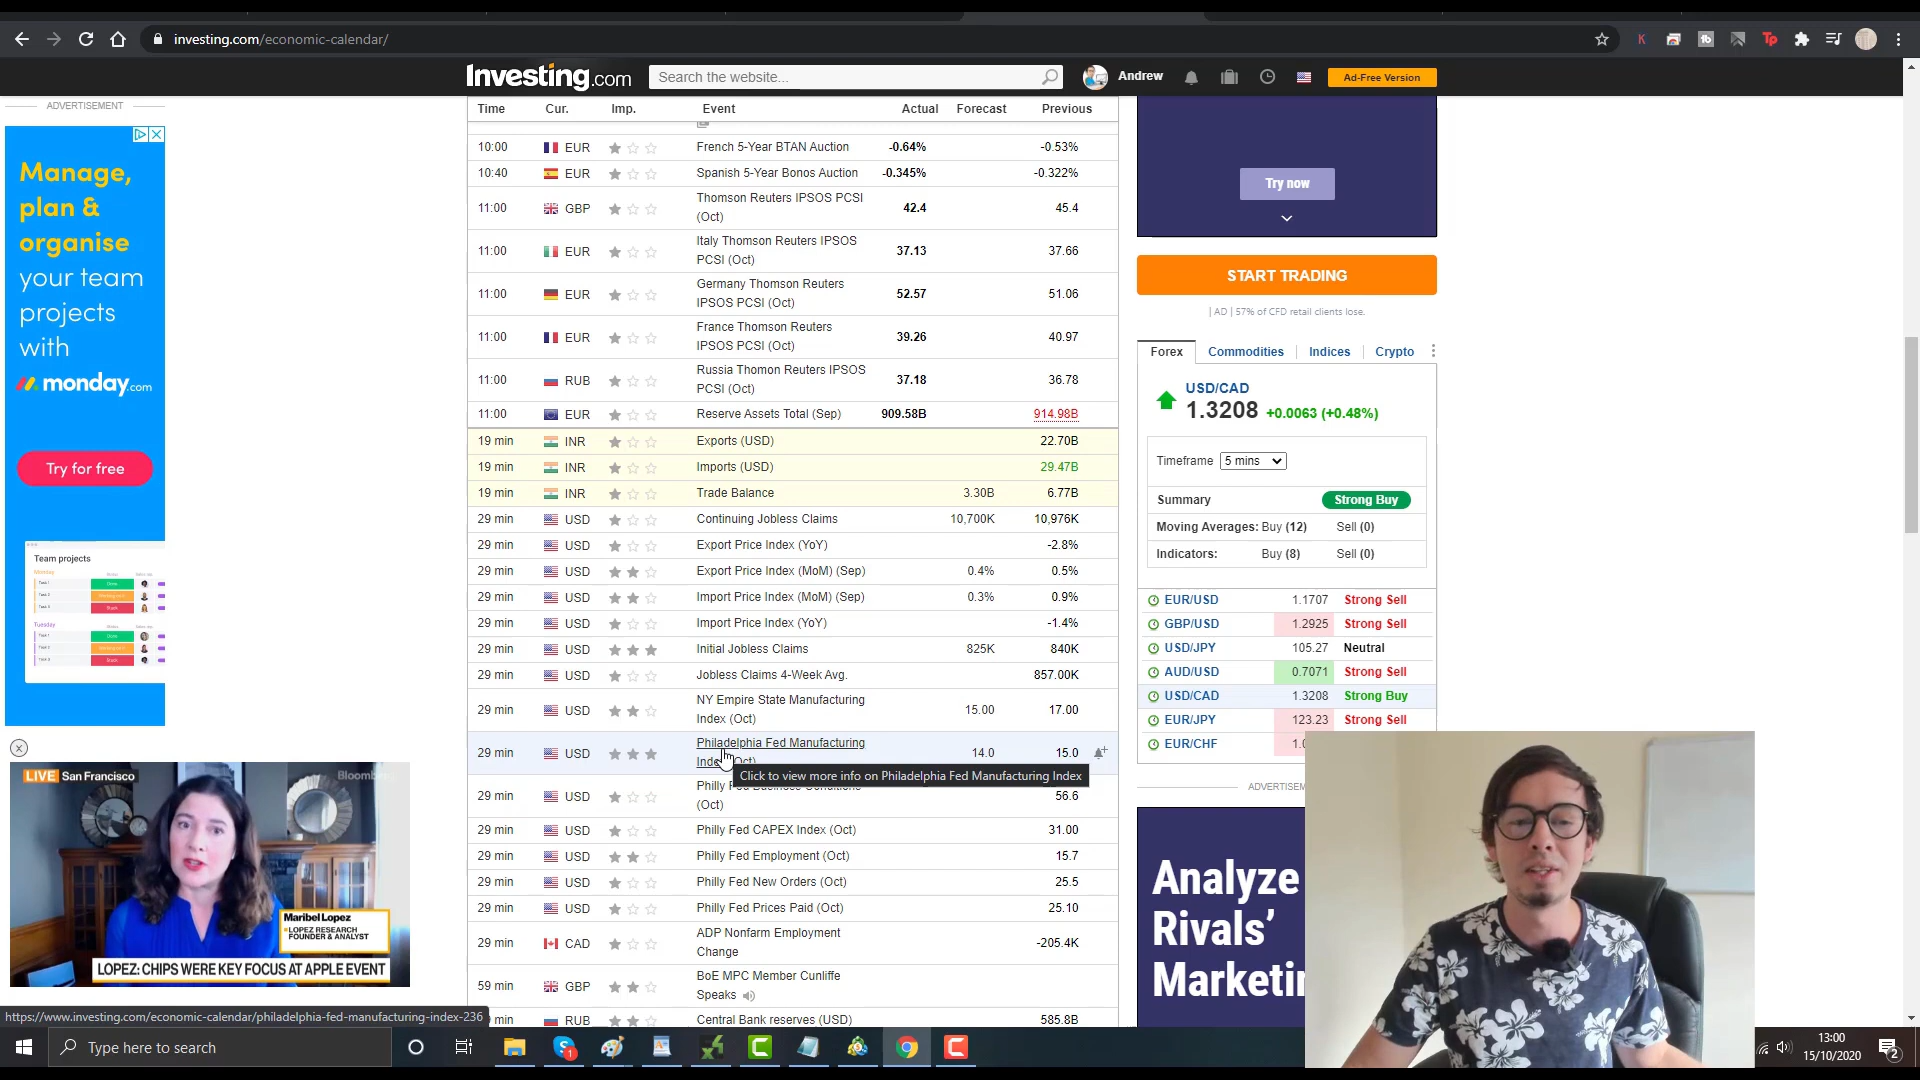 investing.com/economic-calendar/
Investing.com
Search the website...
Andrew
Ad-Free Version
ADVERTISEMENT
Manage,
plan &
organise
your team
projects
with
monday.com
Try for free
Team projects
Time Cur. Imp. Event Actual Forecast Previous
10:00 EUR French 5-Year BTAN Auction -0.64% -0.53%
10:40 EUR Spanish 5-Year Bonos Auction -0.345% -0.322%
11:00 GBP Thomson Reuters IPSOS PCSI 42.4 45.4
(Oct)
11:00 EUR Italy Thomson Reuters IPSOS 37.13 37.66
PCSI (Oct)
11:00 EUR Germany Thomson Reuters 52.57 51.06
IPSOS PCSI (Oct)
11:00 EUR France Thomson Reuters 39.26 40.97
IPSOS PCSI (Oct)
11:00 RUB Russia Thomon Reuters IPSOS 37.18 36.78
PCSI (Oct)
11:00 EUR Reserve Assets Total (Sep) 909.58B 914.98B
19 min INR Exports (USD) 22.70B
19 min INR Imports (USD) 29.47B
19 min INR Trade Balance 3.30B 6.77B
29 min USD Continuing Jobless Claims 10,700K 10,976K
29 min USD Export Price Index (YoY) -2.8%
29 min USD Export Price Index (MoM) (Sep) 0.4% 0.5%
29 min USD Import Price Index (MoM) (Sep) 0.3% 0.9%
29 min USD Import Price Index (YoY) -1.4%
29 min USD Initial Jobless Claims 825K 840K
29 min USD Jobless Claims 4-Week Avg. 857.00K
29 min USD NY Empire State Manufacturing 15.00 17.00
Index (Oct)
29 min USD Philadelphia Fed Manufacturing 14.0 15.0
Click to view more info on Philadelphia Fed Manufacturing Index
29 min USD Philly 56.6
(Oct)
29 min USD Philly Fed CAPEX Index (Oct) 31.00
29 min USD Philly Fed Employment (Oct) 15.7
29 min USD Philly Fed New Orders (Oct) 25.5
29 min USD Philly Fed Prices Paid (Oct) 25.10
29 min CAD ADP Nonfarm Employment -205.4K
Change
59 min GBP BoE MPC Member Cunliffe
Speaks
min RUB Central Bank reserves (USD) 585.8B
Try now
START TRADING
| AD | 57% of CFD retail clients lose.
Forex Commodities Indices Crypto
USD/CAD
1.3208 +0.0063 (+0.48%)
Timeframe 5 mins
Summary Strong Buy
Moving Averages: Buy (12) Sell (0)
Indicators: Buy (8) Sell (0)
EUR/USD 1.1707 Strong Sell
GBP/USD 1.2925 Strong Sell
USD/JPY 105.27 Neutral
AUD/USD 0.7071 Strong Sell
USD/CAD 1.3208 Strong Buy
EUR/JPY 123.23 Strong Sell
EUR/CHF
Analyze
Rivals'
LIVE San Francisco
Bloomberg
Maribel Lopez
LOPEZ RESEARCH
FOUNDER & ANALYST
LOPEZ: CHIPS WERE KEY FOCUS AT APPLE EVENT
https://www.investing.com/economic-calendar/philadelphia-fed-manufacturing-index-236
Type here to search
13:00
15/10/2020